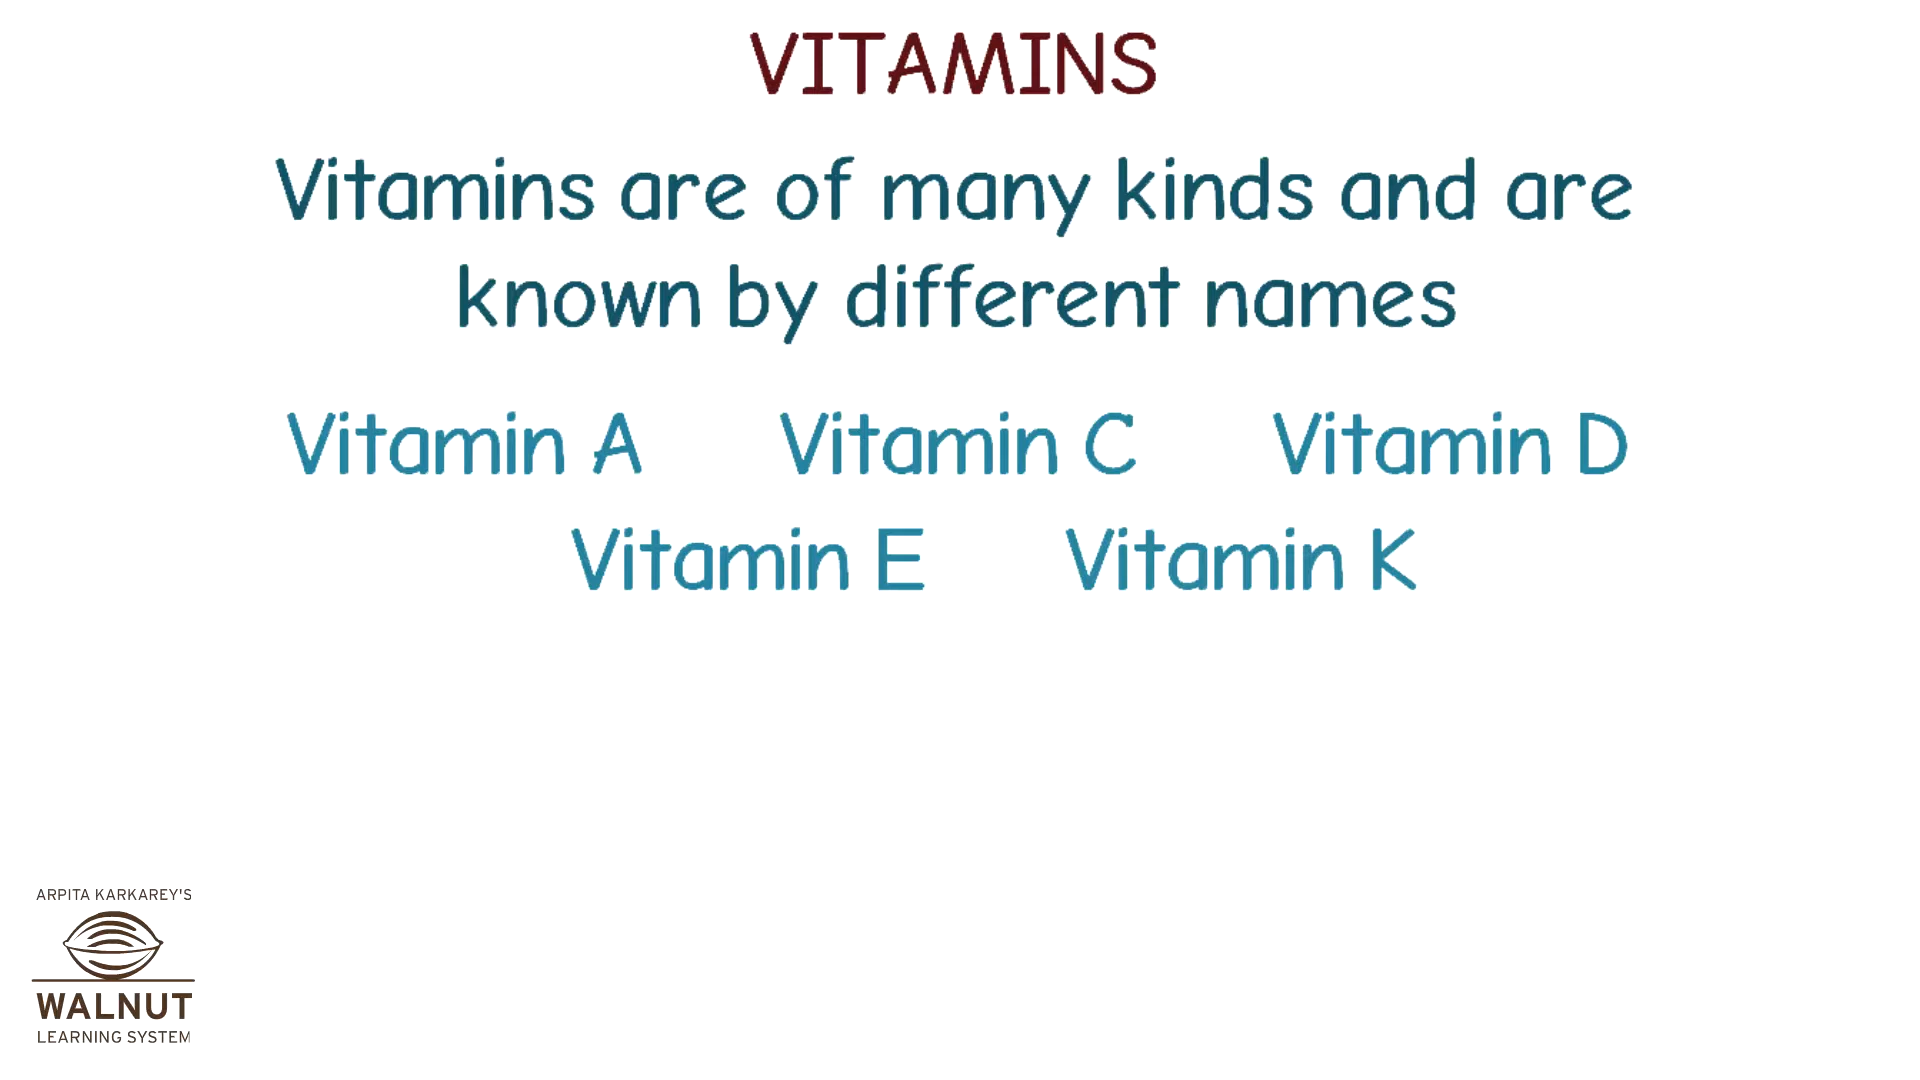 VITAMINS
Vitamins are of many kinds and are
known by different names
Vitamin A Vitamin C Vitamin D
Vitamin E Vitamin K
ARPITA KARKAREY'S
WALNUT
LEARNING SYSTEM